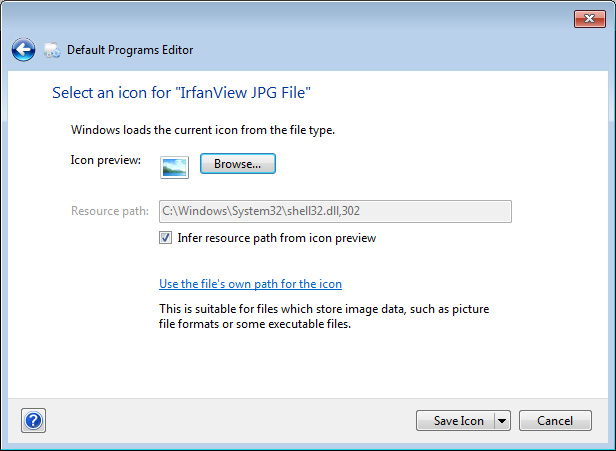 Default Programs Editor
Select an icon for "IrfanView JPG File"
Windows loads the current icon from the file type.
Icon preview: Browse...
Resource path: C:\Windows\System32\shell32.dll,302
Infer resource path from icon preview
Use the file's own path for the icon
This is suitable for files which store image data, such as picture
file formats or some executable files.
? Save Icon Cancel